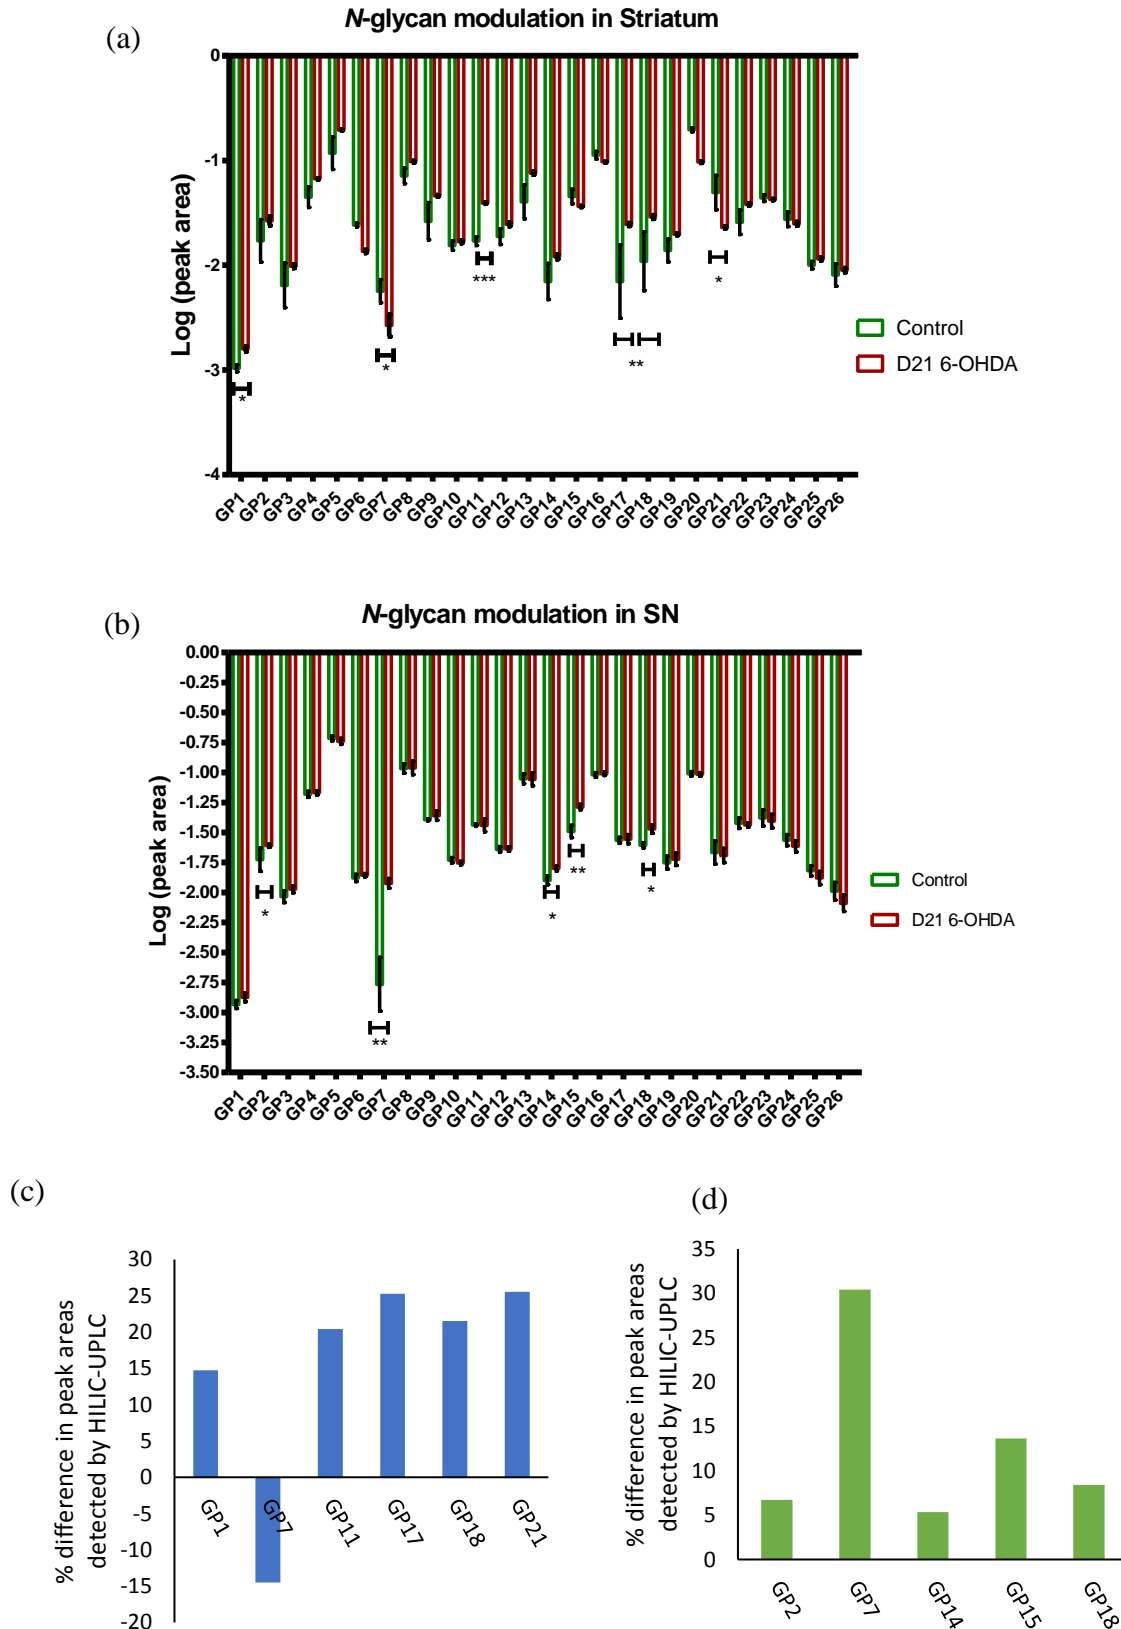 (a)
N-glycan modulation in Striatum
Log (peak area)
0
-1
-2
-3
-4
*
*
***
**
*
Control
D21 6-OHDA
GP1 GP2 GP3 GP4 GP5 GP6 GP7 GP8 GP9 GP10 GP11 GP12 GP13 GP14 GP15 GP16 GP17 GP18 GP19 GP20 GP21 GP22 GP23 GP24 GP25 GP26
(b)
N-glycan modulation in SN
Log (peak area)
0.00
-0.25
-0.50
-0.75
-1.00
-1.25
-1.50
-1.75
-2.00
-2.25
-2.50
-2.75
-3.00
-3.25
-3.50
*
**
*
**
*
Control
D21 6-OHDA
GP1 GP2 GP3 GP4 GP5 GP6 GP7 GP8 GP9 GP10 GP11 GP12 GP13 GP14 GP15 GP16 GP17 GP18 GP19 GP20 GP21 GP22 GP23 GP24 GP25 GP26
(c)
% difference in peak areas
detected by HILIC-UPLC
30
25
20
15
10
5
0
-5
-10
-15
-20
GP1 GP7 GP11 GP17 GP18 GP21
(d)
% difference in peak areas
detected by HILIC-UPLC
35
30
25
20
15
10
5
0
GP2 GP7 GP14 GP15 GP18